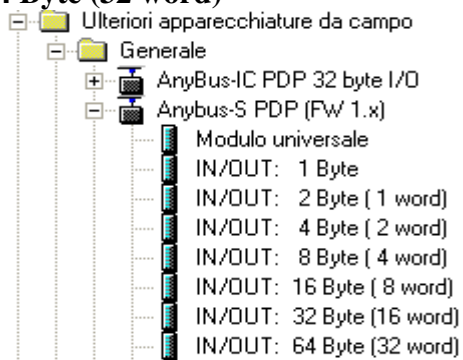 Byte (32 word)
Ulteriori apparecchiature da campo
Generale
AnyBus-IC PDP 32 byte I/O
Anybus-S PDP (FW 1.x)
Modulo universale
IN/OUT: 1 Byte
IN/OUT: 2 Byte ( 1 word)
IN/OUT: 4 Byte ( 2 word)
IN/OUT: 8 Byte ( 4 word)
IN/OUT: 16 Byte ( 8 word)
IN/OUT: 32 Byte (16 word)
IN/OUT: 64 Byte (32 word)